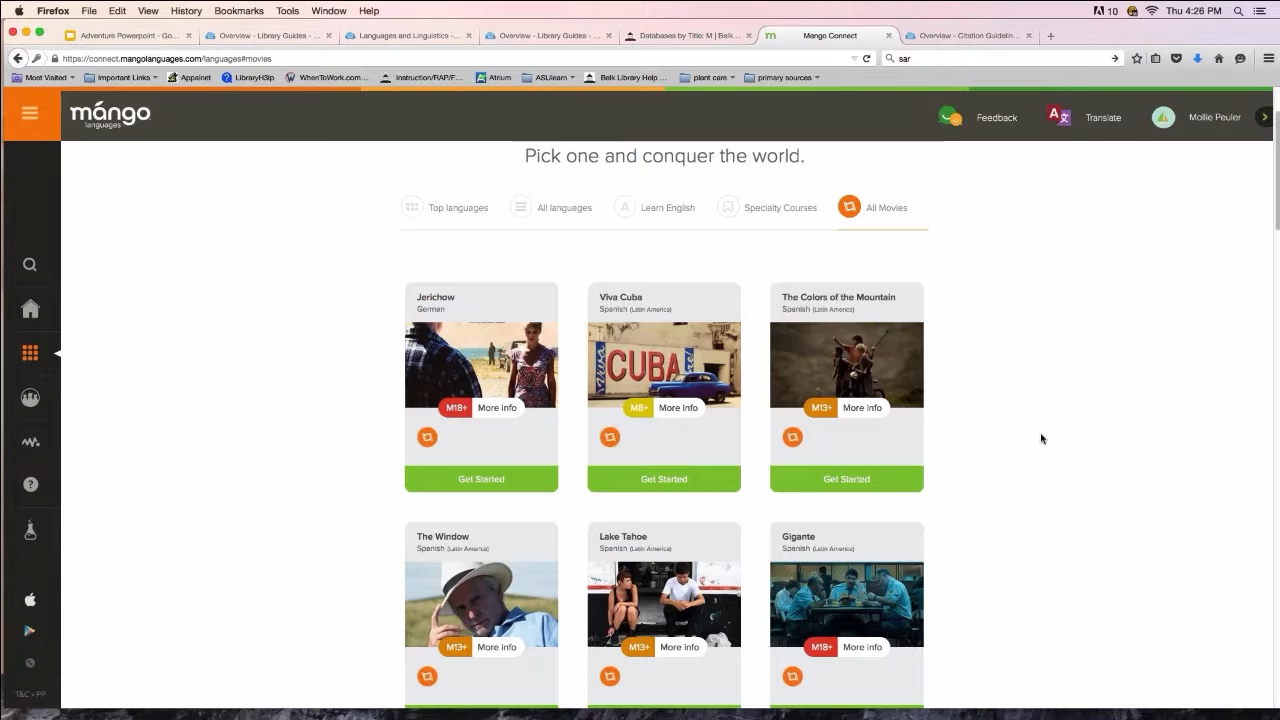 Firefox File Edit View History Bookmarks Tools Window Help 10 Thu 4:26 PM
Adventure Powerpoint - Go... Overview - Library Guides - ... Languages and Linguistics - ... Overview - Library Guides - ... Databases by Title: M | Belk... Mango Connect Overview - Citation Guidelin...
https://connect.mangolanguages.com/languages#movies sar
Most Visited Important Links Appalnet LibraryH3lp WhenToWork.com... Instruction/RAP/F... Atrium ASULearn Belk Library Help ... plant care primary sources
mango languages Feedback Translate Mollie Peuler
Pick one and conquer the world.
Top languages All languages Learn English Specialty Courses All Movies
Jerichow Viva Cuba The Colors of the Mountain
German Spanish (Latin America) Spanish (Latin America)
CUBA
M18+ More info M8+ More info M13+ More info
Get Started Get Started Get Started
The Window Lake Tahoe Gigante
Spanish (Latin America) Spanish (Latin America) Spanish (Latin America)
M13+ More info M13+ More info M18+ More info
T&C • PP